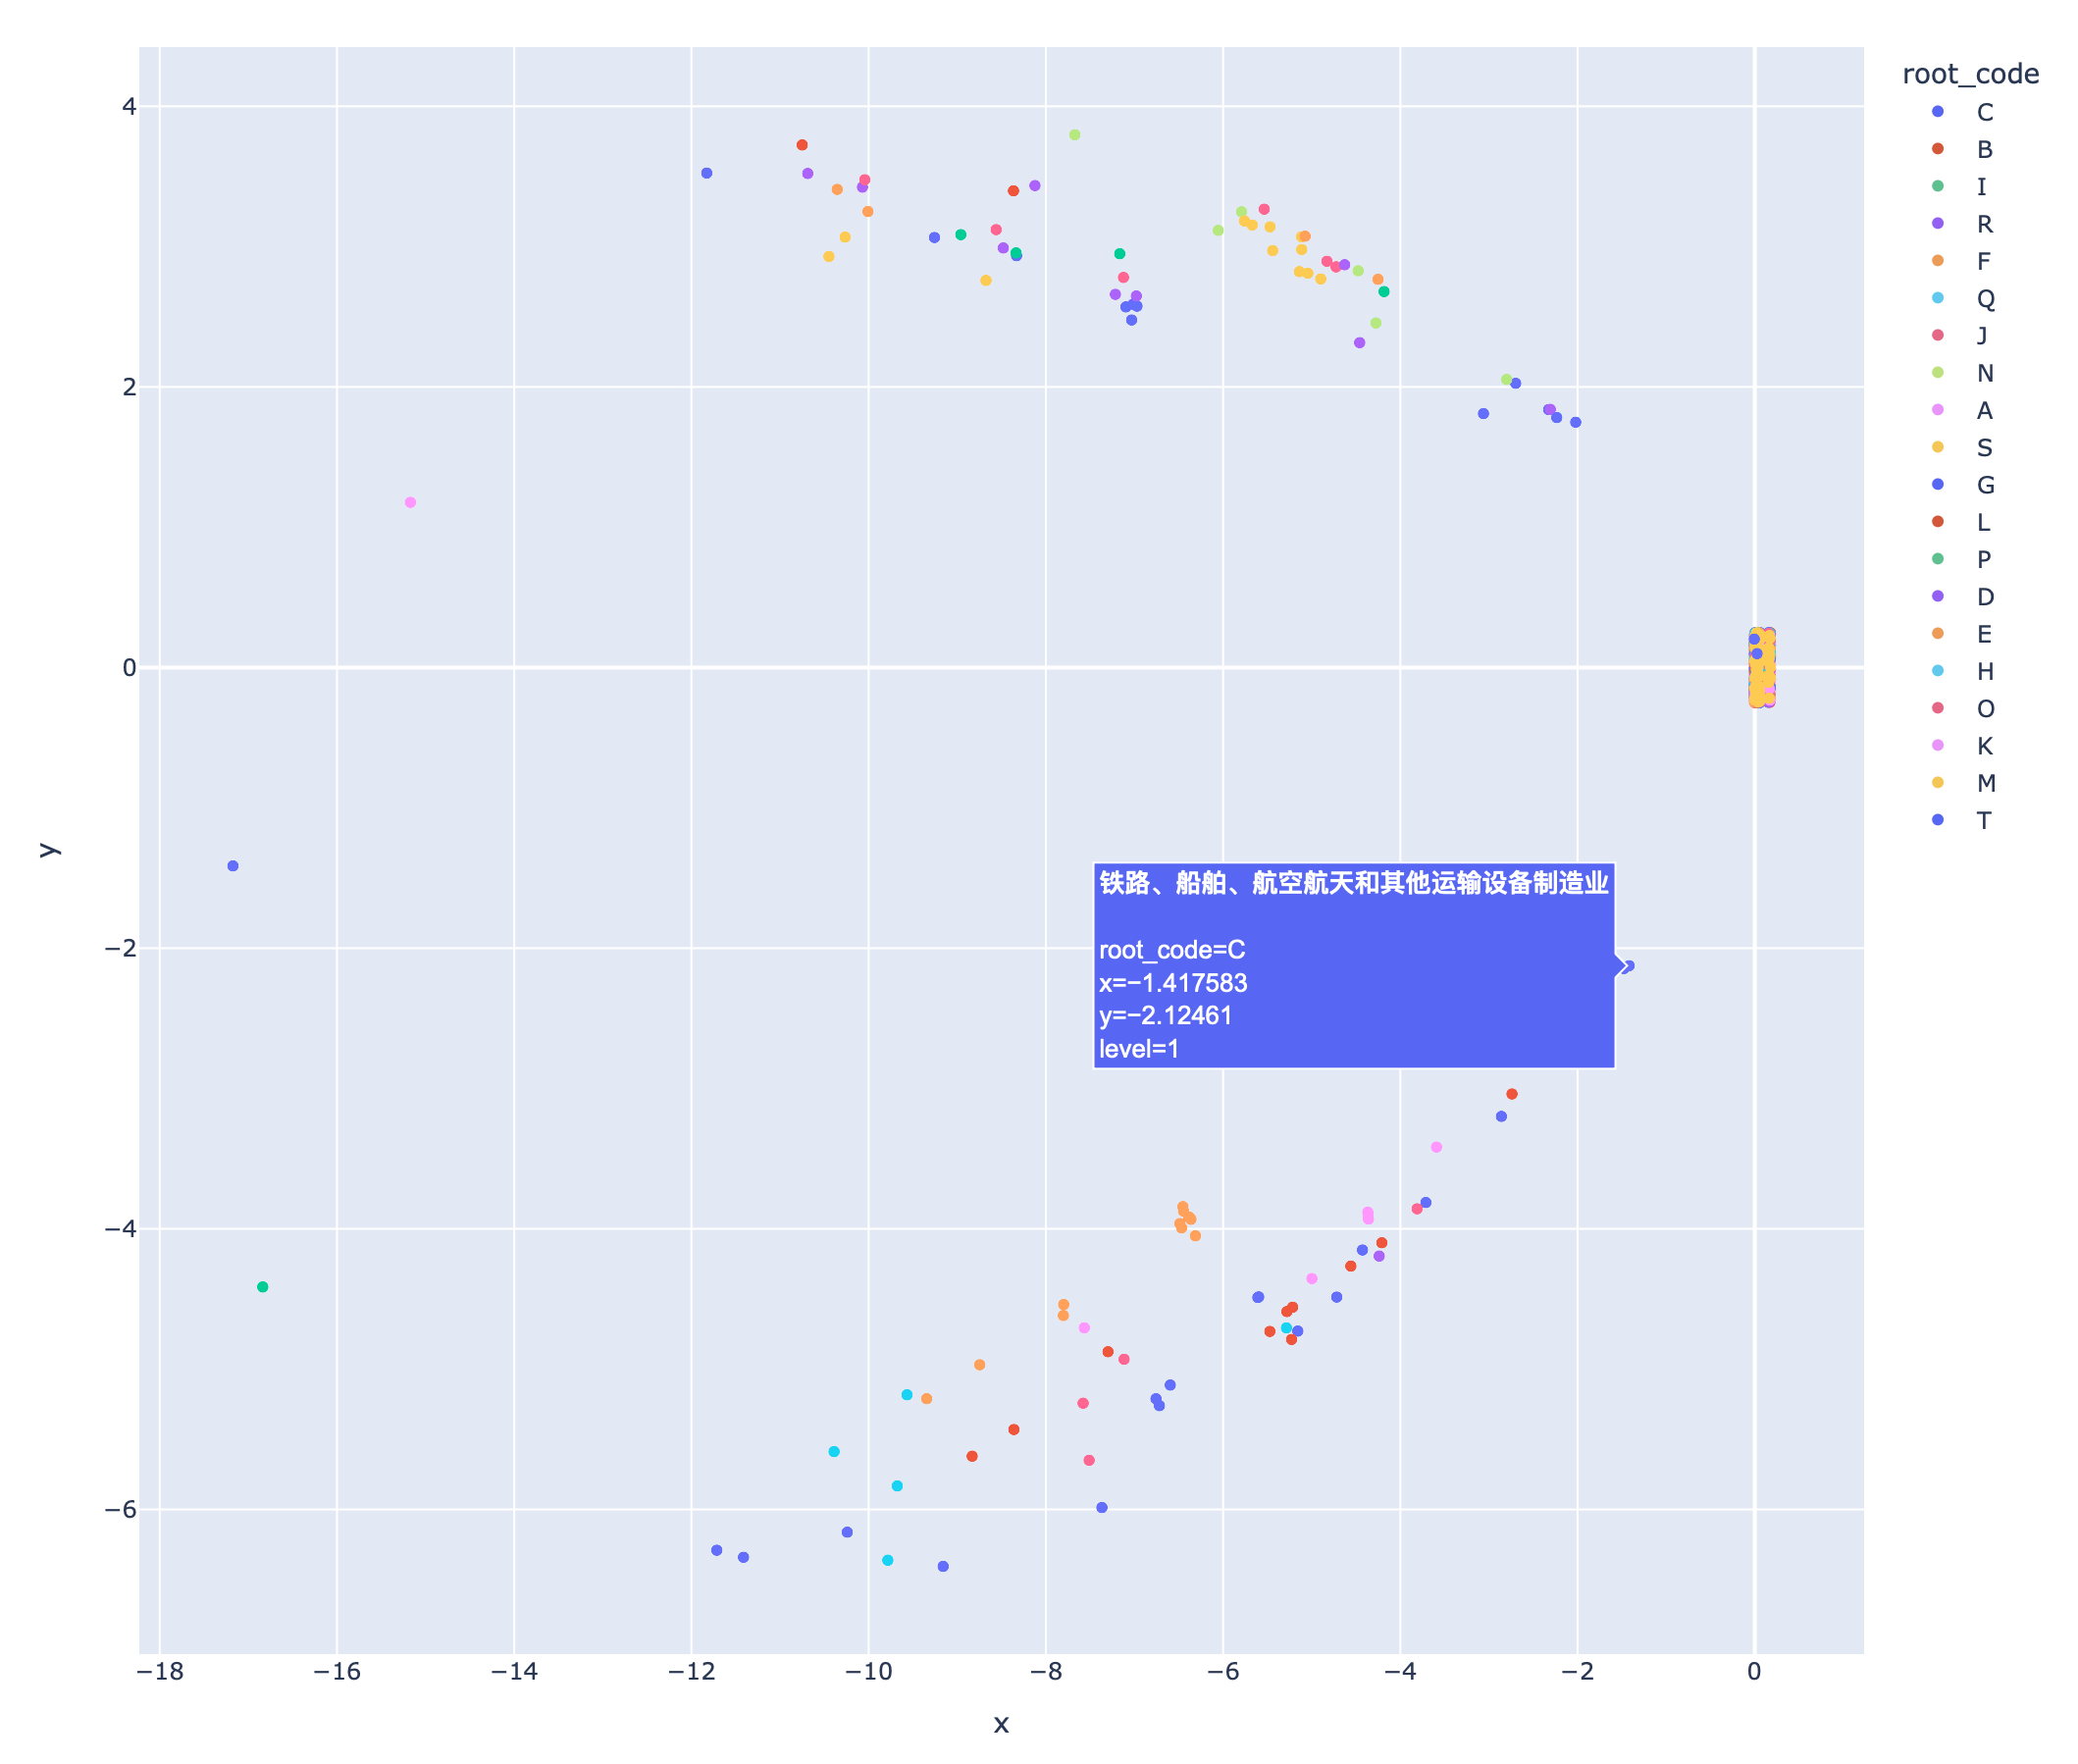 root_code
C
B
I
R
F
Q
J
N
A
S
G
L
P
D
E
H
O
K
M
T
4
2
0
−2
−4
−6
y
铁路、船舶、航空航天和其他运输设备制造业
root_code=C
x=−1.417583
y=−2.12461
level=1
−18 −16 −14 −12 −10 −8 −6 −4 −2 0
x